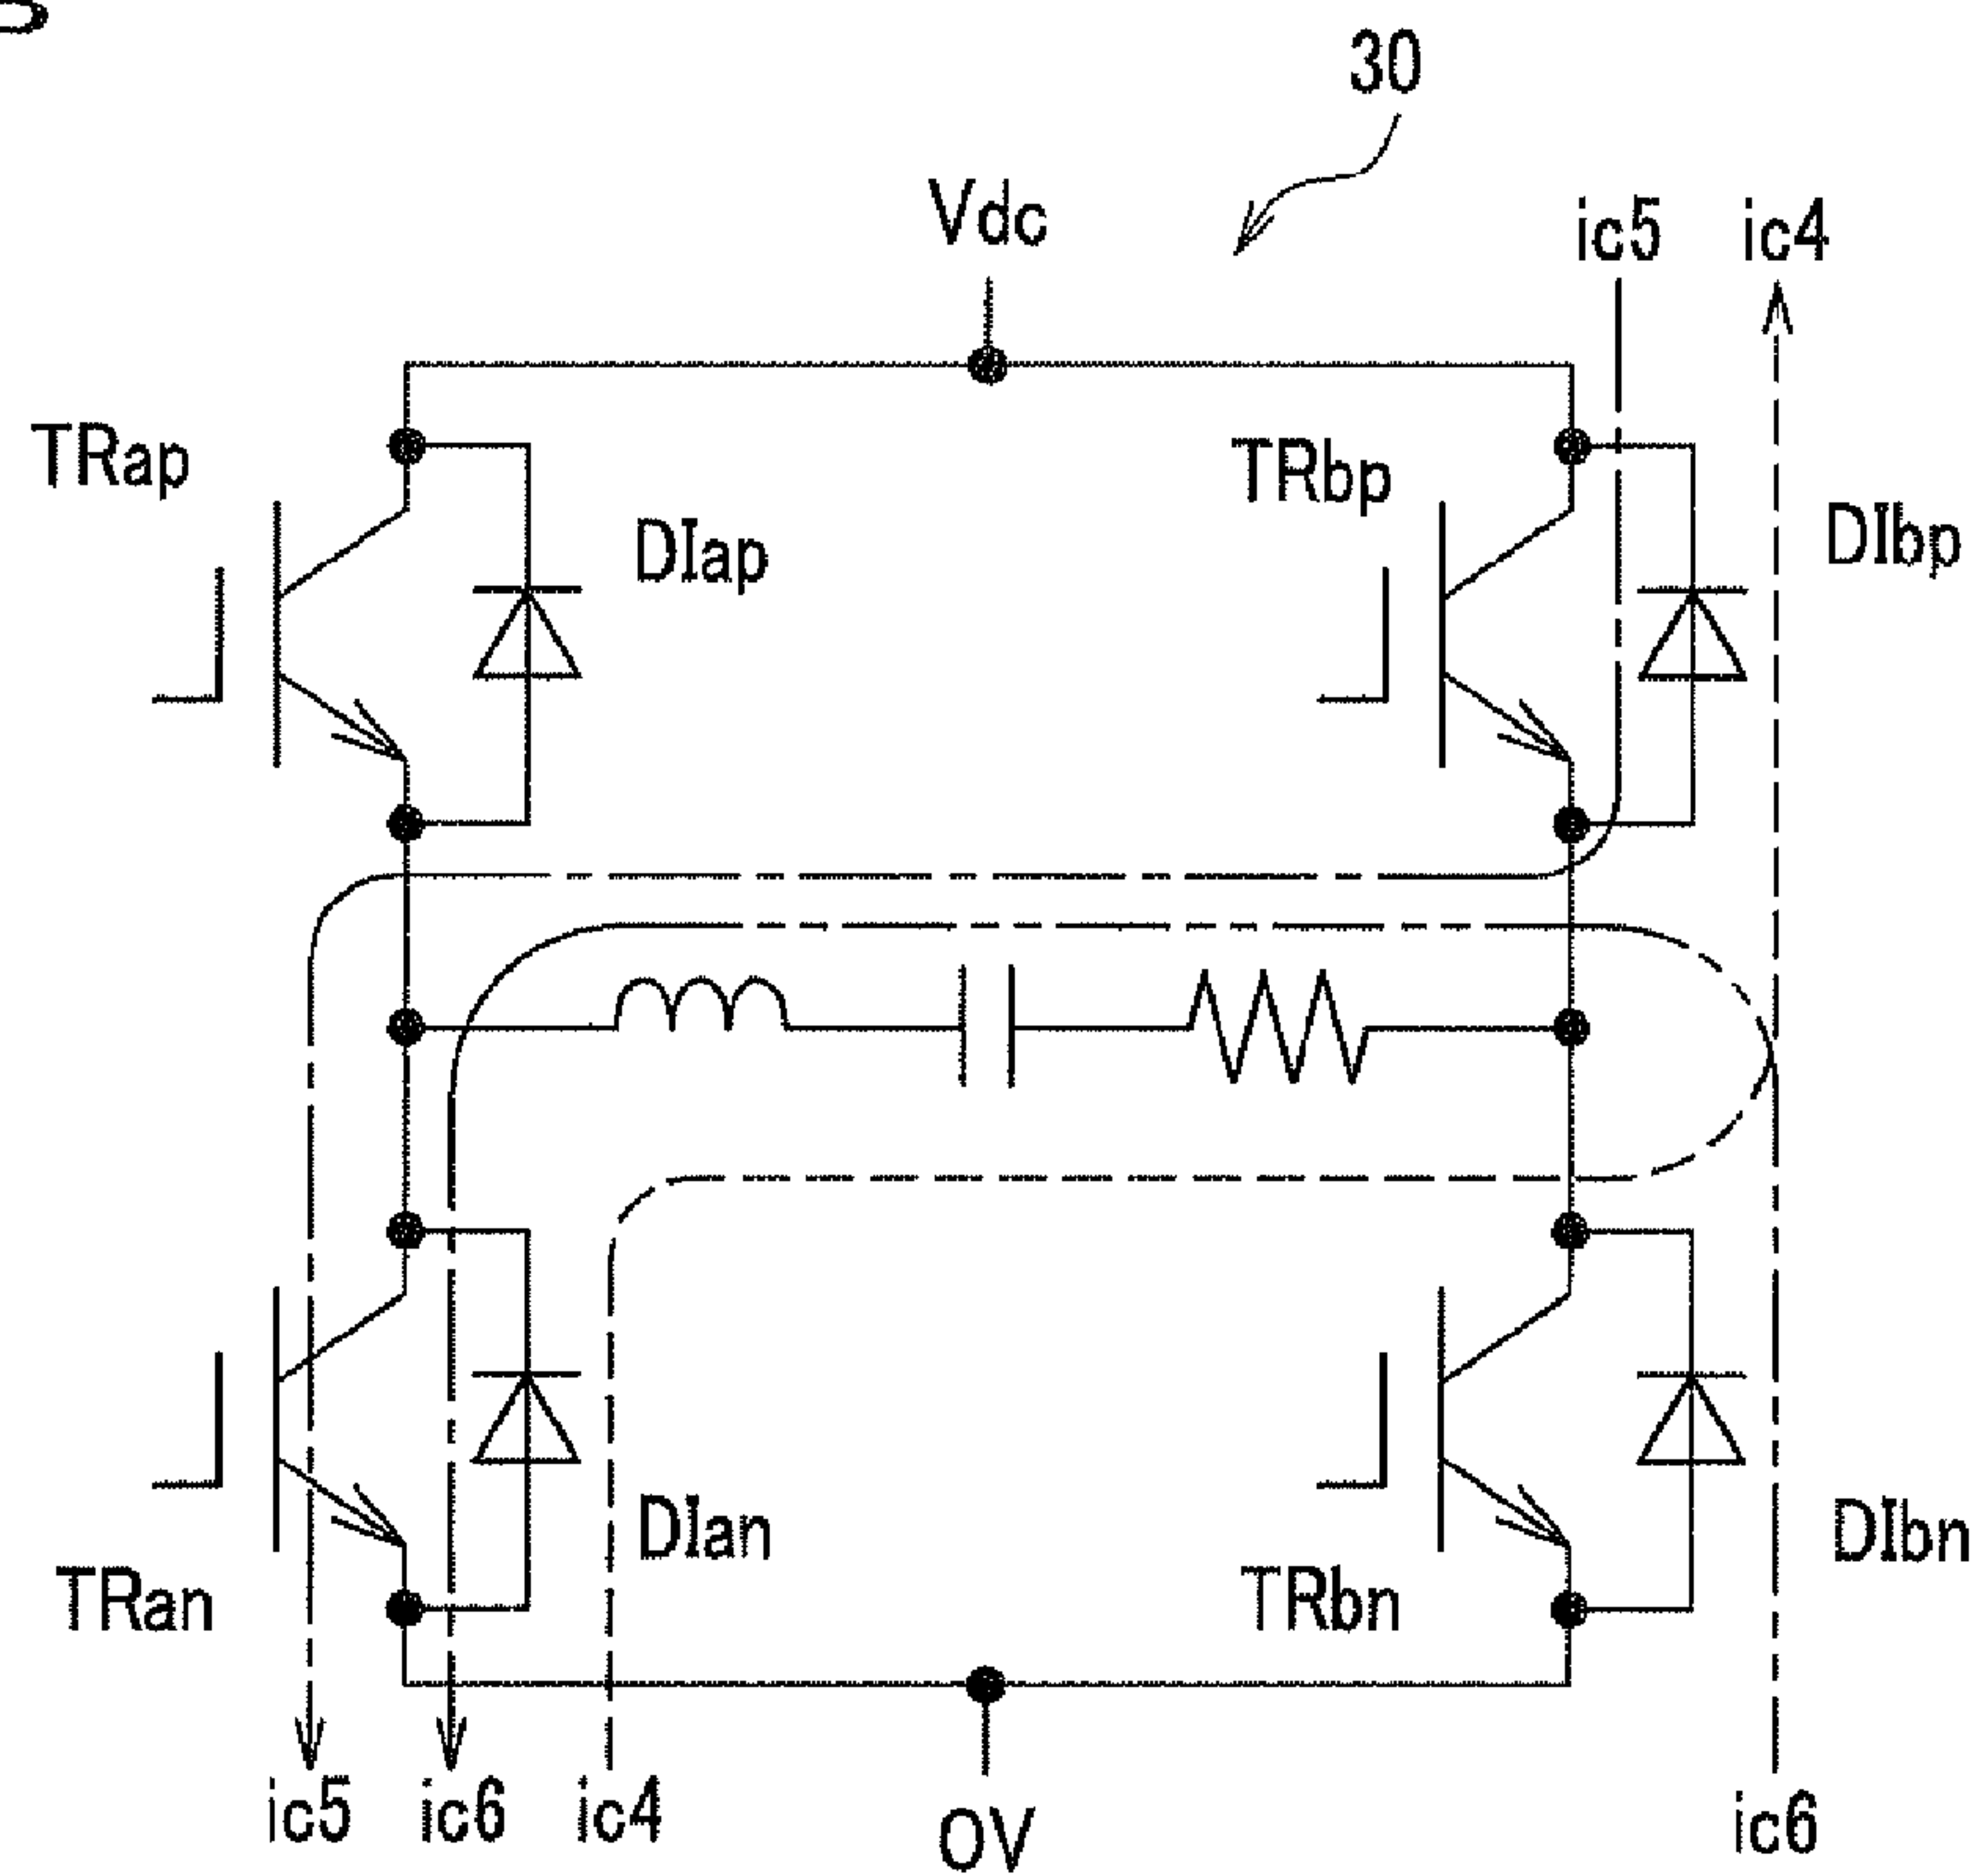 30
Vdc
ic5
ic4
TRap
DIap
TRbp
DIbp
DIan
TRan
TRbn
DIbn
ic5
ic6
ic4
0V
ic6